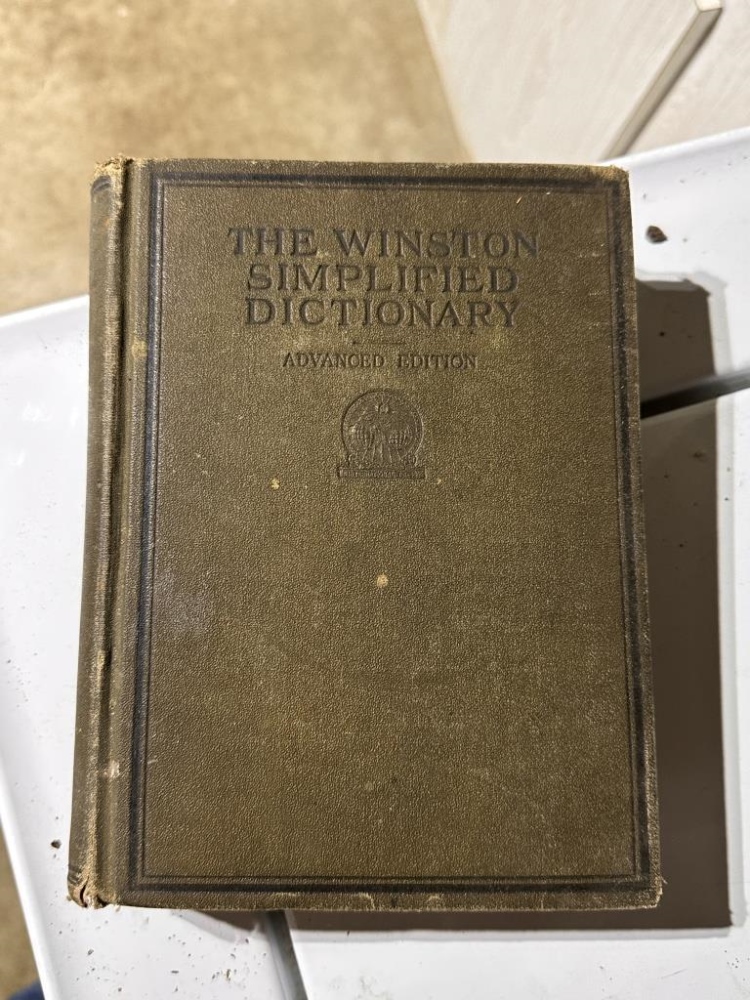 THE WINSTON
SIMPLIFIED
DICTIONARY
ADVANCED EDITION